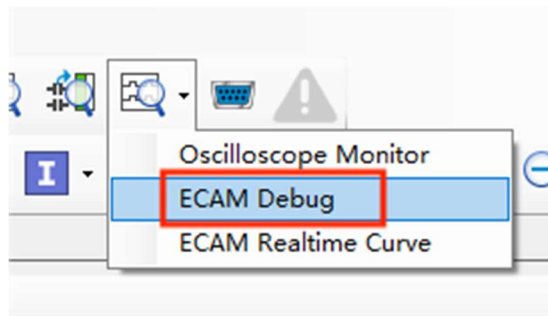 I
Oscilloscope Monitor
ECAM Debug
ECAM Realtime Curve